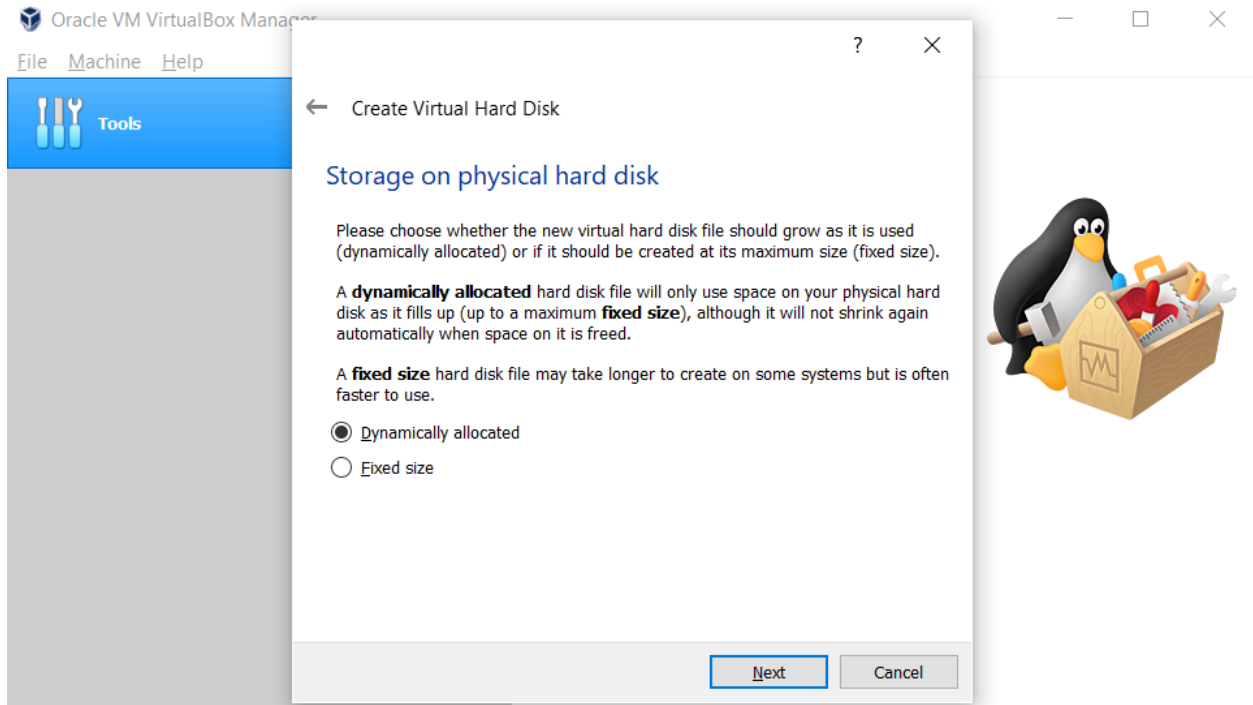 Oracle VM VirtualBox Manager
File Machine Help
?
Tools
Create Virtual Hard Disk
Storage on physical hard disk
Please choose whether the new virtual hard disk file should grow as it is used
(dynamically allocated) or if it should be created at its maximum size (fixed size).
A dynamically allocated hard disk file will only use space on your physical hard
disk as it fills up (up to a maximum fixed size), although it will not shrink again
automatically when space on it is freed.
A fixed size hard disk file may take longer to create on some systems but is often
faster to use.
Dynamically allocated
Fixed size
Next
Cancel